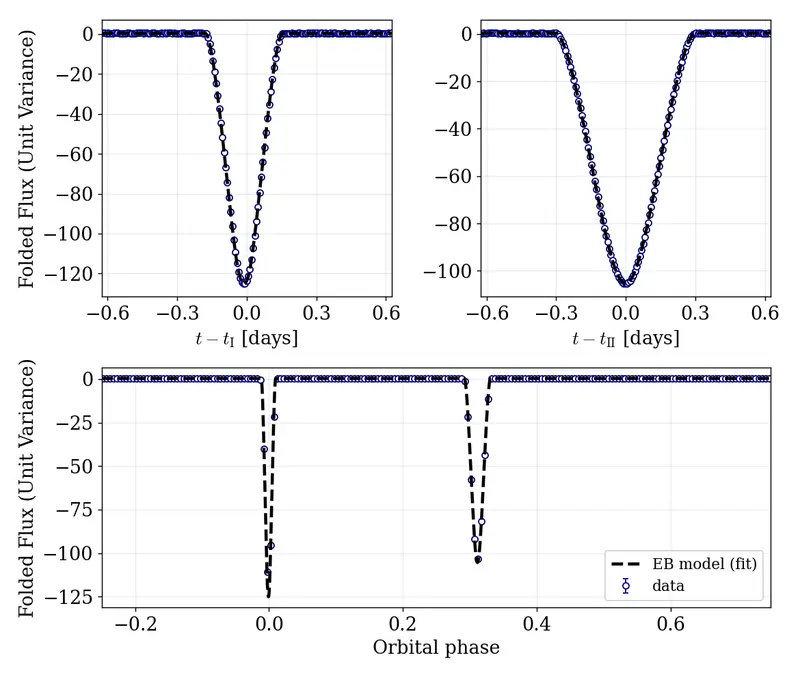 Folded Flux (Unit Variance)
0
−20
−40
−60
−80
−100
−120
−0.6 −0.3 0.0 0.3 0.6
t − tI [days]
0
−20
−40
−60
−80
−100
−0.6 −0.3 0.0 0.3 0.6
t − tII [days]
Folded Flux (Unit Variance)
0
−25
−50
−75
−100
−125
−0.2 0.0 0.2 0.4 0.6
Orbital phase
EB model (fit)
data